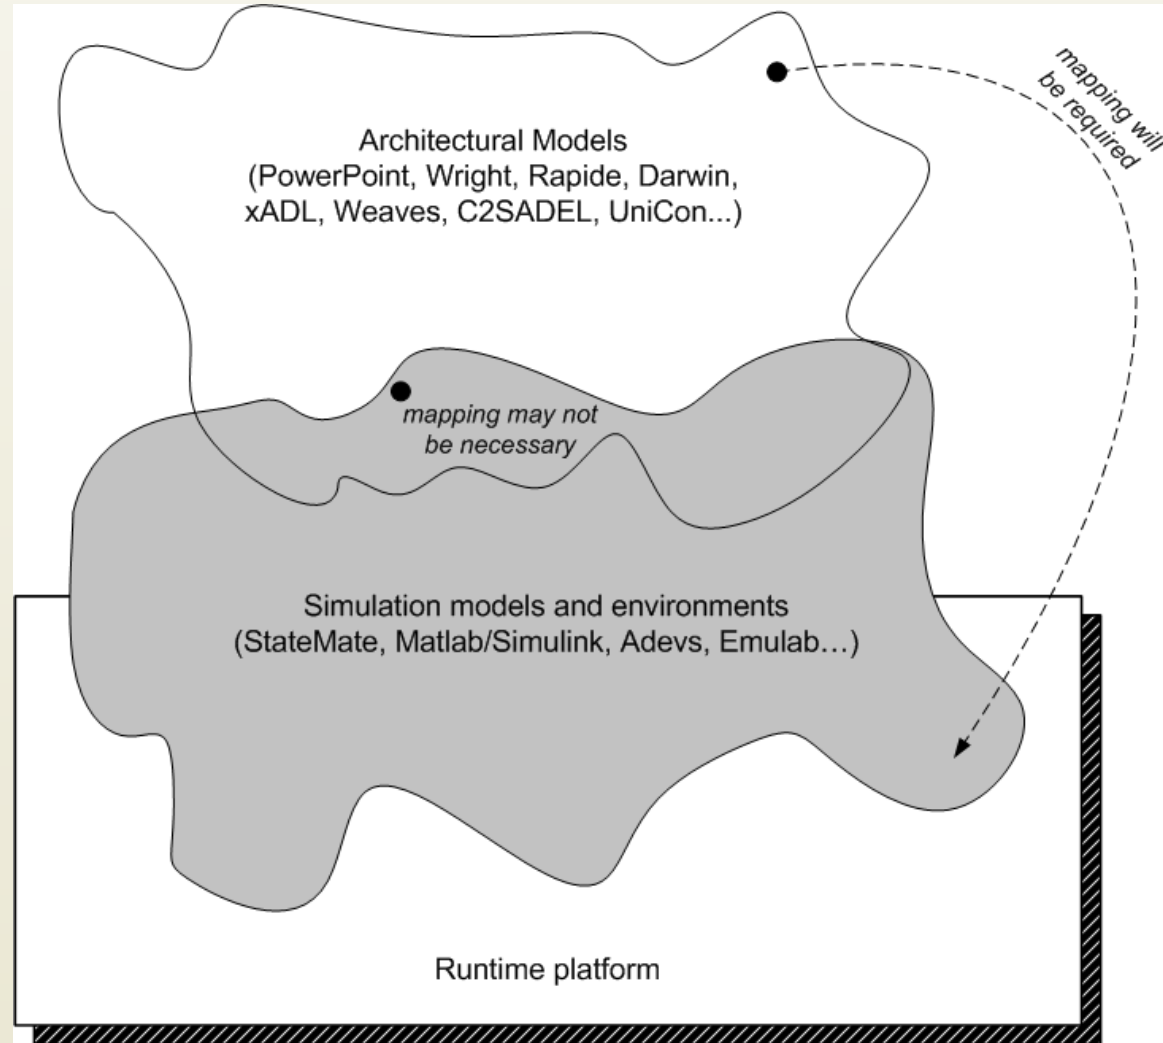 mapping will
be required
Architectural Models
(PowerPoint, Wright, Rapide, Darwin,
xADL, Weaves, C2SADEL, UniCon...)
mapping may not
be necessary
Simulation models and environments
(StateMate, Matlab/Simulink, Adevs, Emulab…)
Runtime platform